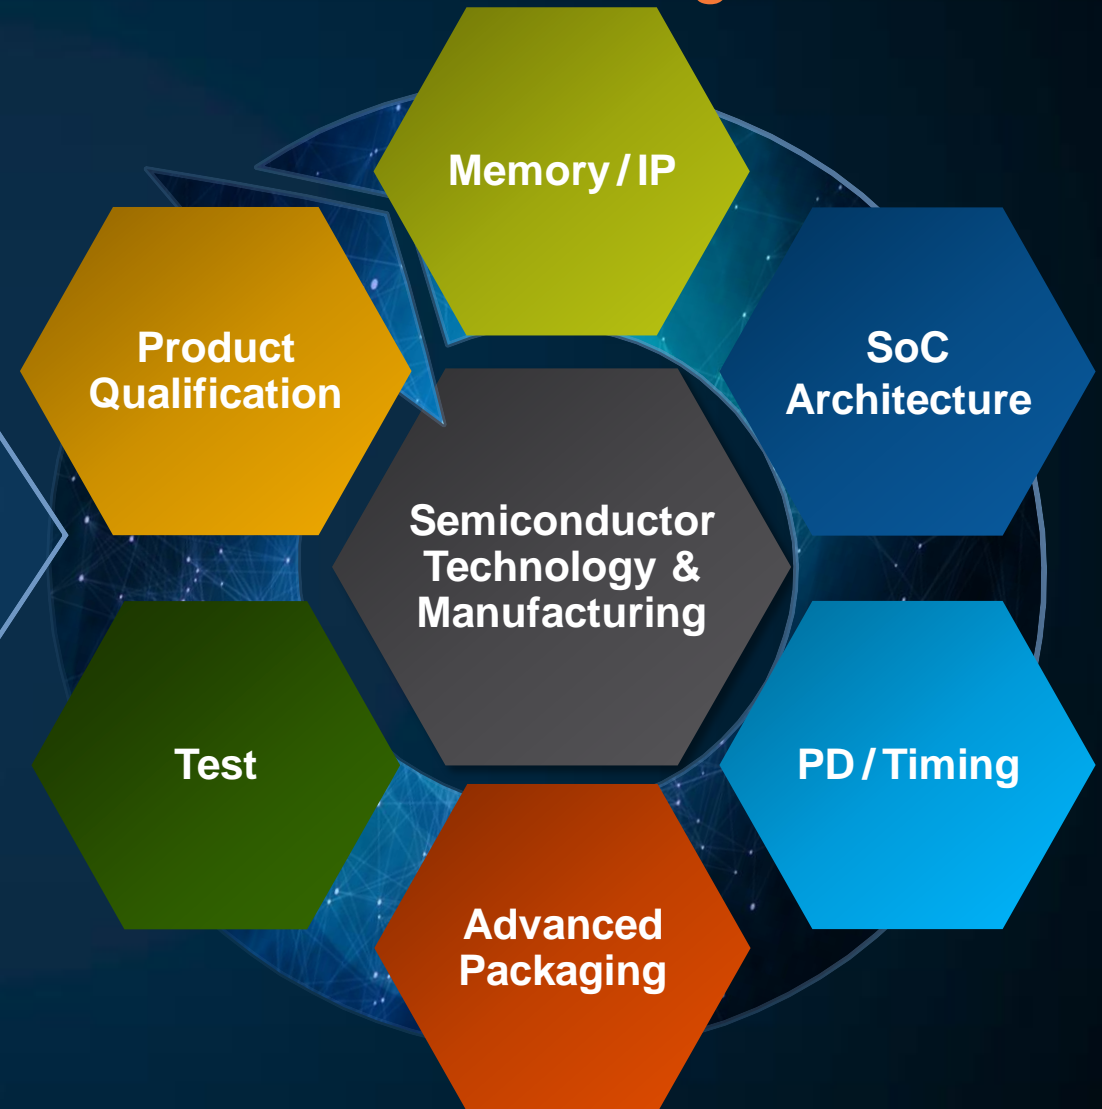 Memory / IP
SoC
Architecture
Product
Qualification
Semiconductor
Technology &
Manufacturing
PD / Timing
Test
Advanced
Packaging